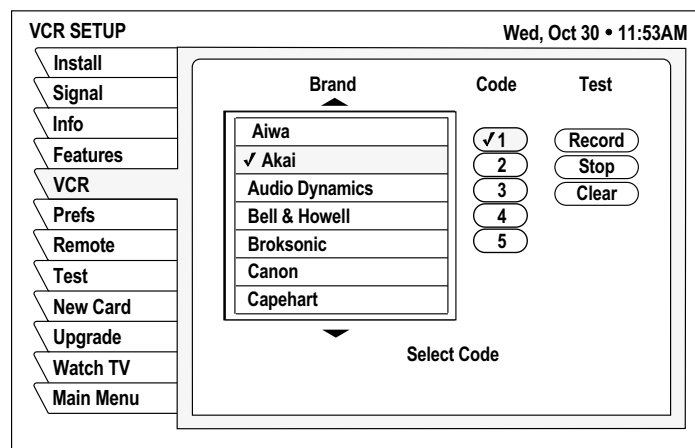 VCR SETUP
Wed, Oct 30 • 11:53AM
Install
Signal
Info
Features
VCR
Prefs
Remote
Test
New Card
Upgrade
Watch TV
Main Menu
Brand
Aiwa
✓ Akai
Audio Dynamics
Bell & Howell
Broksonic
Canon
Capehart
Code
✓1
2
3
4
5
Test
Record
Stop
Clear
Select Code